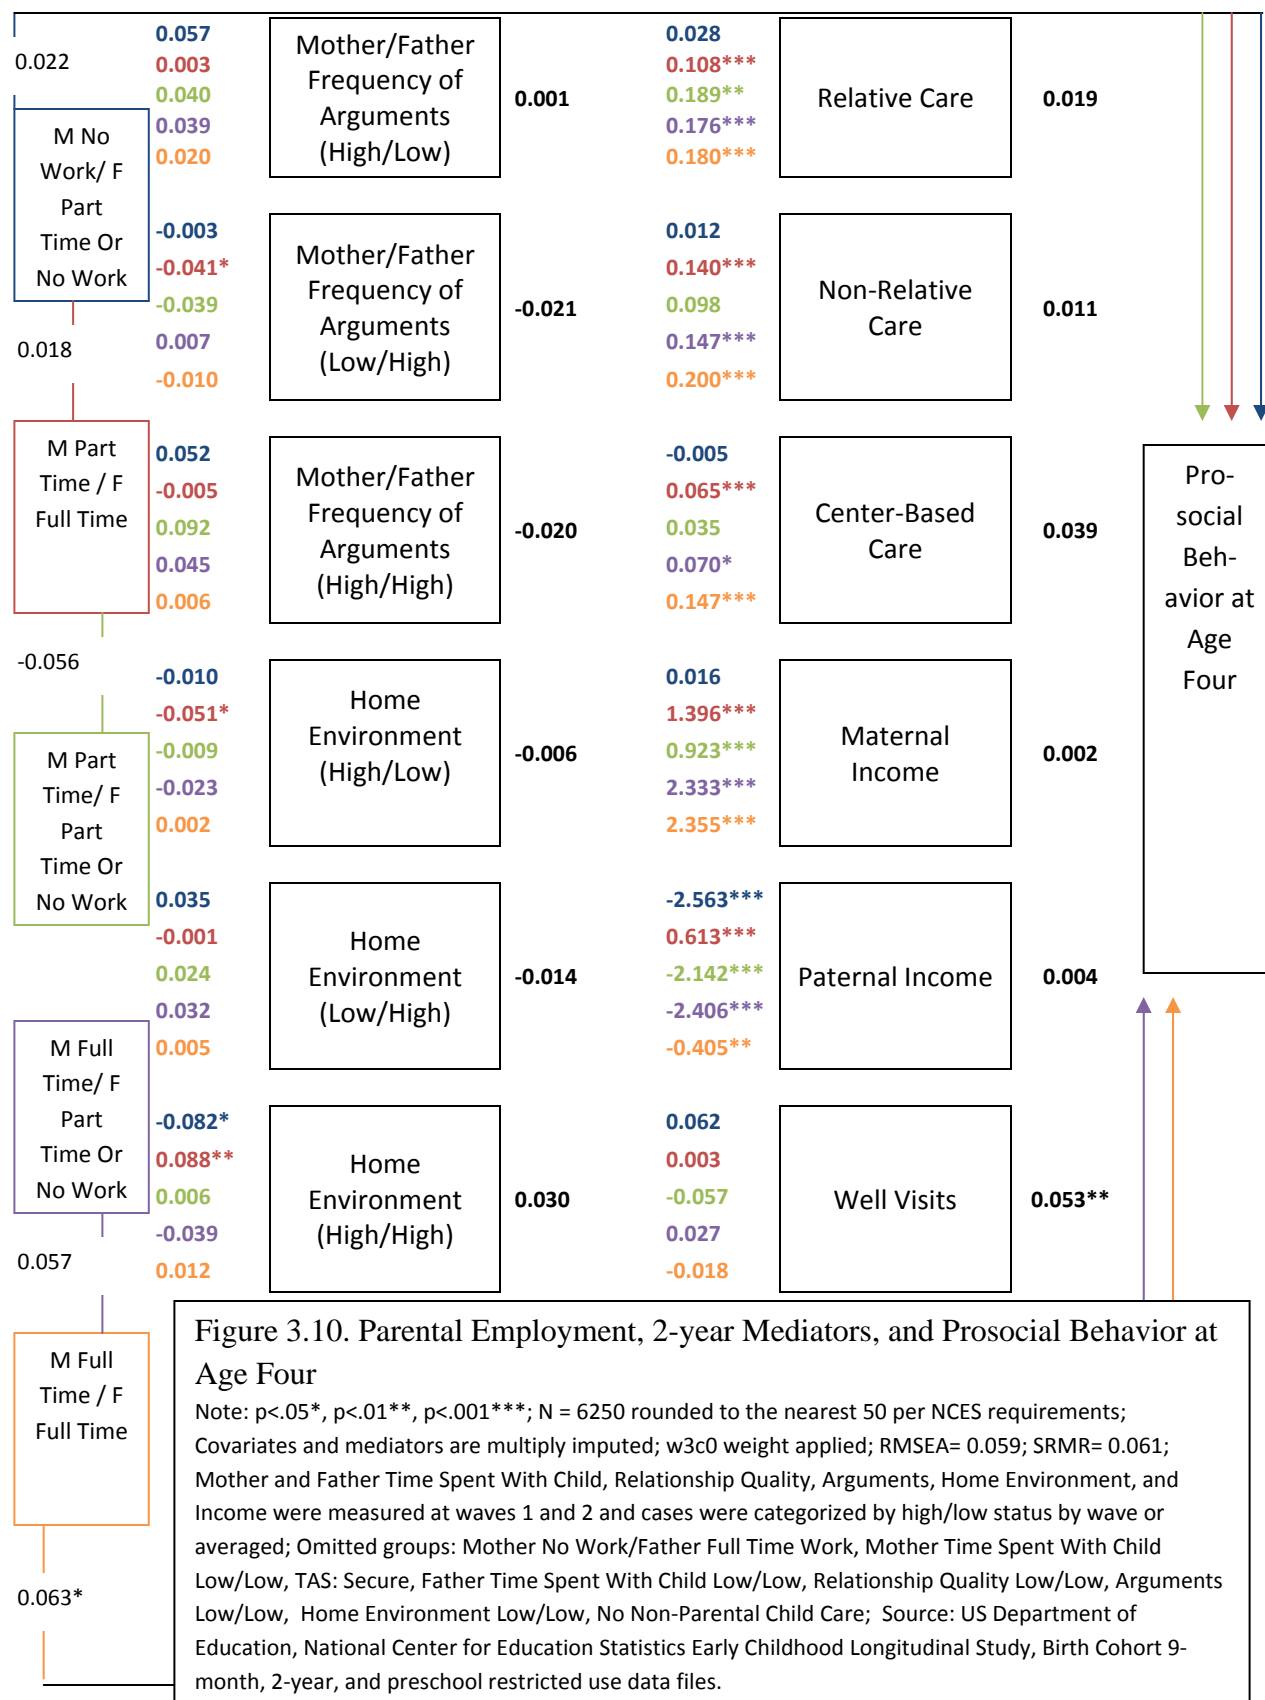 0.022
M No
Work/ F
Part
Time Or
No Work
0.018
M Part
Time / F
Full Time
-0.056
M Part
Time/ F
Part
Time Or
No Work
M Full
Time/ F
Part
Time Or
No Work
0.057
M Full
Time / F
Full Time
0.063*
0.057
0.003
0.040
0.039
0.020
Mother/Father
Frequency of
Arguments
(High/Low)
0.001
-0.003
-0.041*
-0.039
0.007
-0.010
Mother/Father
Frequency of
Arguments
(Low/High)
-0.021
0.052
-0.005
0.092
0.045
0.006
Mother/Father
Frequency of
Arguments
(High/High)
-0.020
-0.010
-0.051*
-0.009
-0.023
0.002
Home
Environment
(High/Low)
-0.006
0.035
-0.001
0.024
0.032
0.005
Home
Environment
(Low/High)
-0.014
-0.082*
0.088**
0.006
-0.039
0.012
Home
Environment
(High/High)
0.030
0.028
0.108***
0.189**
0.176***
0.180***
Relative Care
0.019
0.012
0.140***
0.098
0.147***
0.200***
Non-Relative
Care
0.011
-0.005
0.065***
0.035
0.070*
0.147***
Center-Based
Care
0.039
0.016
1.396***
0.923***
2.333***
2.355***
Maternal
Income
0.002
-2.563***
0.613***
-2.142***
-2.406***
-0.405**
Paternal Income
0.004
0.062
0.003
-0.057
0.027
-0.018
Well Visits
0.053**
Pro-
social
Beh-
avior at
Age
Four
Figure 3.10. Parental Employment, 2-year Mediators, and Prosocial Behavior at
Age Four
Note: p<.05*, p<.01**, p<.001***; N = 6250 rounded to the nearest 50 per NCES requirements;
Covariates and mediators are multiply imputed; w3c0 weight applied; RMSEA= 0.059; SRMR= 0.061;
Mother and Father Time Spent With Child, Relationship Quality, Arguments, Home Environment, and
Income were measured at waves 1 and 2 and cases were categorized by high/low status by wave or
averaged; Omitted groups: Mother No Work/Father Full Time Work, Mother Time Spent With Child
Low/Low, TAS: Secure, Father Time Spent With Child Low/Low, Relationship Quality Low/Low, Arguments
Low/Low, Home Environment Low/Low, No Non-Parental Child Care; Source: US Department of
Education, National Center for Education Statistics Early Childhood Longitudinal Study, Birth Cohort 9-
month, 2-year, and preschool restricted use data files.